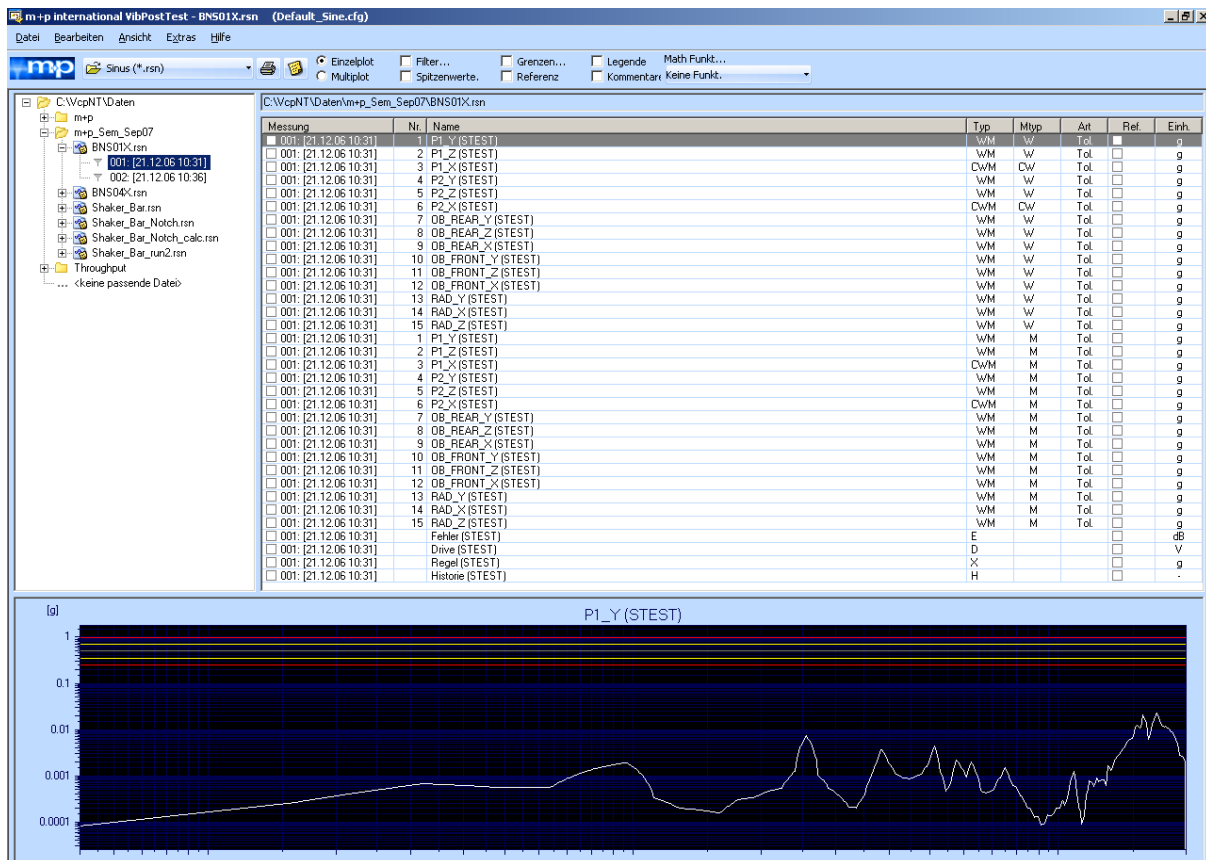 m+p international VibPostTest - BNS01X.rsn (Default_Sine.cfg)
Datei Bearbeiten Ansicht Extras Hilfe
m+p Sinus (*.rsn) Einzelplot Filter... Grenzen... Legende Math Funkt...
Multiplot Spitzenwerte. Referenz Kommentare Keine Funkt.
C:\VcpNT\Daten
m+p
m+p_Sem_Sep07
BNS01X.rsn
001: [21.12.06 10:31]
002: [21.12.06 10:36]
BNS04X.rsn
Shaker_Bar.rsn
Shaker_Bar_Notch.rsn
Shaker_Bar_Notch_calc.rsn
Shaker_Bar_run2.rsn
Throughput
... <keine passende Datei>
C:\VcpNT\Daten\m+p_Sem_Sep07\BNS01X.rsn
Messung Nr. Name Typ Mtyp Art Ref. Einh.
001: [21.12.06 10:31] 1 P1_Y (STEST) WM W Tol. g
001: [21.12.06 10:31] 2 P1_Z (STEST) WM W Tol. g
001: [21.12.06 10:31] 3 P1_X (STEST) CWM CW Tol. g
001: [21.12.06 10:31] 4 P2_Y (STEST) WM W Tol. g
001: [21.12.06 10:31] 5 P2_Z (STEST) WM W Tol. g
001: [21.12.06 10:31] 6 P2_X (STEST) CWM CW Tol. g
001: [21.12.06 10:31] 7 OB_REAR_Y (STEST) WM W Tol. g
001: [21.12.06 10:31] 8 OB_REAR_Z (STEST) WM W Tol. g
001: [21.12.06 10:31] 9 OB_REAR_X (STEST) WM W Tol. g
001: [21.12.06 10:31] 10 OB_FRONT_Y (STEST) WM W Tol. g
001: [21.12.06 10:31] 11 OB_FRONT_Z (STEST) WM W Tol. g
001: [21.12.06 10:31] 12 OB_FRONT_X (STEST) WM W Tol. g
001: [21.12.06 10:31] 13 RAD_Y (STEST) WM W Tol. g
001: [21.12.06 10:31] 14 RAD_X (STEST) WM W Tol. g
001: [21.12.06 10:31] 15 RAD_Z (STEST) WM W Tol. g
001: [21.12.06 10:31] 1 P1_Y (STEST) WM M Tol. g
001: [21.12.06 10:31] 2 P1_Z (STEST) WM M Tol. g
001: [21.12.06 10:31] 3 P1_X (STEST) CWM M Tol. g
001: [21.12.06 10:31] 4 P2_Y (STEST) WM M Tol. g
001: [21.12.06 10:31] 5 P2_Z (STEST) WM M Tol. g
001: [21.12.06 10:31] 6 P2_X (STEST) CWM M Tol. g
001: [21.12.06 10:31] 7 OB_REAR_Y (STEST) WM M Tol. g
001: [21.12.06 10:31] 8 OB_REAR_Z (STEST) WM M Tol. g
001: [21.12.06 10:31] 9 OB_REAR_X (STEST) WM M Tol. g
001: [21.12.06 10:31] 10 OB_FRONT_Y (STEST) WM M Tol. g
001: [21.12.06 10:31] 11 OB_FRONT_Z (STEST) WM M Tol. g
001: [21.12.06 10:31] 12 OB_FRONT_X (STEST) WM M Tol. g
001: [21.12.06 10:31] 13 RAD_Y (STEST) WM M Tol. g
001: [21.12.06 10:31] 14 RAD_X (STEST) WM M Tol. g
001: [21.12.06 10:31] 15 RAD_Z (STEST) WM M Tol. g
001: [21.12.06 10:31] Fehler (STEST) E dB
001: [21.12.06 10:31] Drive (STEST) D V
001: [21.12.06 10:31] Regel (STEST) X g
001: [21.12.06 10:31] Historie (STEST) H -
[g] P1_Y (STEST)
1
0.1
0.01
0.001
0.0001